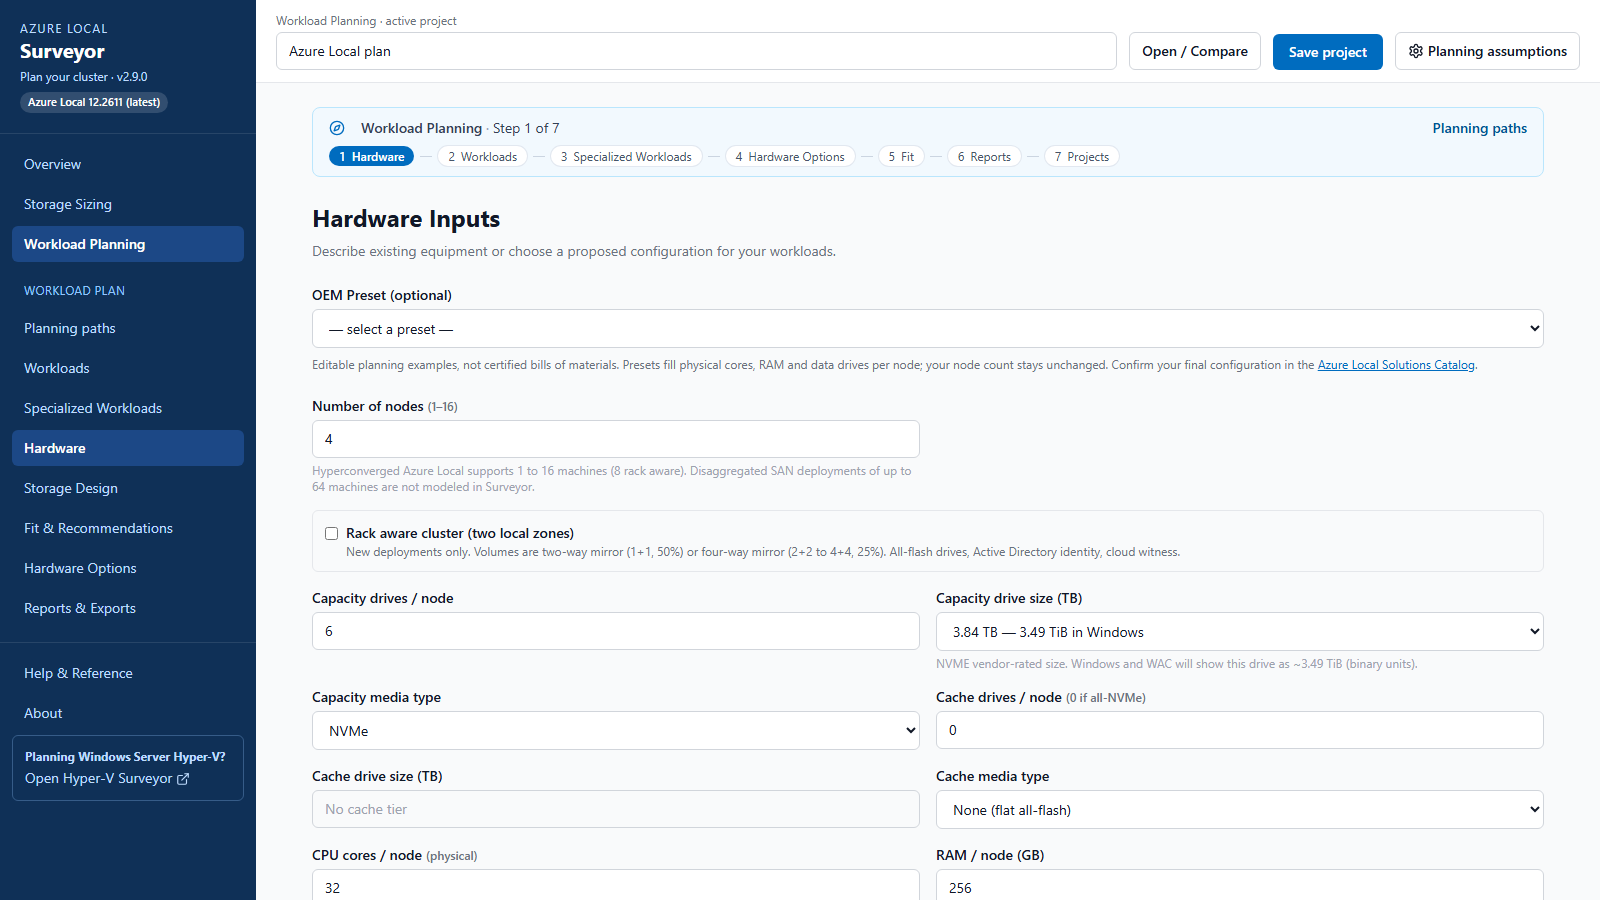 AZURE LOCAL
Surveyor
Plan your cluster · v2.9.0
Azure Local 12.2611 (latest)
Overview
Storage Sizing
Workload Planning
WORKLOAD PLAN
Planning paths
Workloads
Specialized Workloads
Hardware
Storage Design
Fit & Recommendations
Hardware Options
Reports & Exports
Help & Reference
About
Planning Windows Server Hyper-V?
Open Hyper-V Surveyor
Workload Planning · active project
Azure Local plan
Open / Compare
Save project
Planning assumptions
Workload Planning · Step 1 of 7
Planning paths
1 Hardware
2 Workloads
3 Specialized Workloads
4 Hardware Options
5 Fit
6 Reports
7 Projects
Hardware Inputs
Describe existing equipment or choose a proposed configuration for your workloads.
OEM Preset (optional)
— select a preset —
Editable planning examples, not certified bills of materials. Presets fill physical cores, RAM and data drives per node; your node count stays unchanged. Confirm your final configuration in the Azure Local Solutions Catalog.
Number of nodes (1–16)
4
Hyperconverged Azure Local supports 1 to 16 machines (8 rack aware). Disaggregated SAN deployments of up to
64 machines are not modeled in Surveyor.
Rack aware cluster (two local zones)
New deployments only. Volumes are two-way mirror (1+1, 50%) or four-way mirror (2+2 to 4+4, 25%). All-flash drives, Active Directory identity, cloud witness.
Capacity drives / node
6
Capacity drive size (TB)
3.84 TB — 3.49 TiB in Windows
NVME vendor-rated size. Windows and WAC will show this drive as ~3.49 TiB (binary units).
Capacity media type
NVMe
Cache drives / node (0 if all-NVMe)
0
Cache drive size (TB)
No cache tier
Cache media type
None (flat all-flash)
CPU cores / node (physical)
32
RAM / node (GB)
256